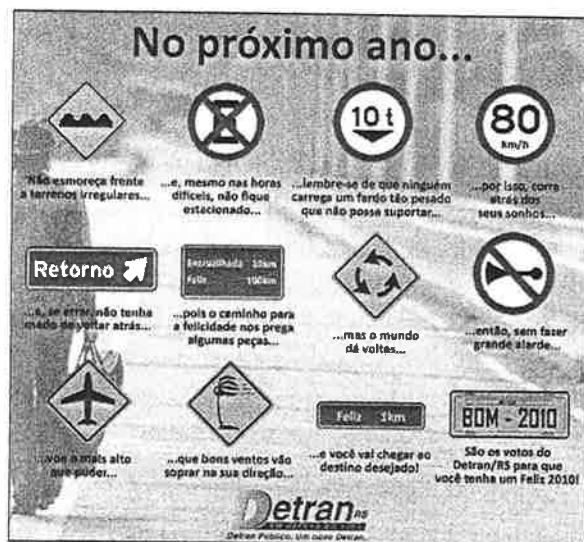 No próximo ano...
10 t
80
km/h
Não esmoreça frente
a terrenos irregulares...
...e, mesmo nas horas
difíceis, não fique
estacionado...
...lembre-se de que ninguém
carrega um fardo tão pesado
que não possa suportar...
...por isso, corra
atrás dos
seus sonhos...
Retorno
Encruzilhada 10km
Feliz 100km
...e, se errar, não tenha
medo de voltar atrás...
...pois o caminho para
a felicidade nos prega
algumas peças...
...mas o mundo
dá voltas...
...então, sem fazer
grande alarde...
Feliz 1km
BOM - 2010
...voe o mais alto
que puder...
...que bons ventos vão
soprar na sua direção...
...e você vai chegar ao
destino desejado!
São os votos do
Detran/RS para que
você tenha um Feliz 2010!
Detran RS
Detran Público. Um novo Detran.